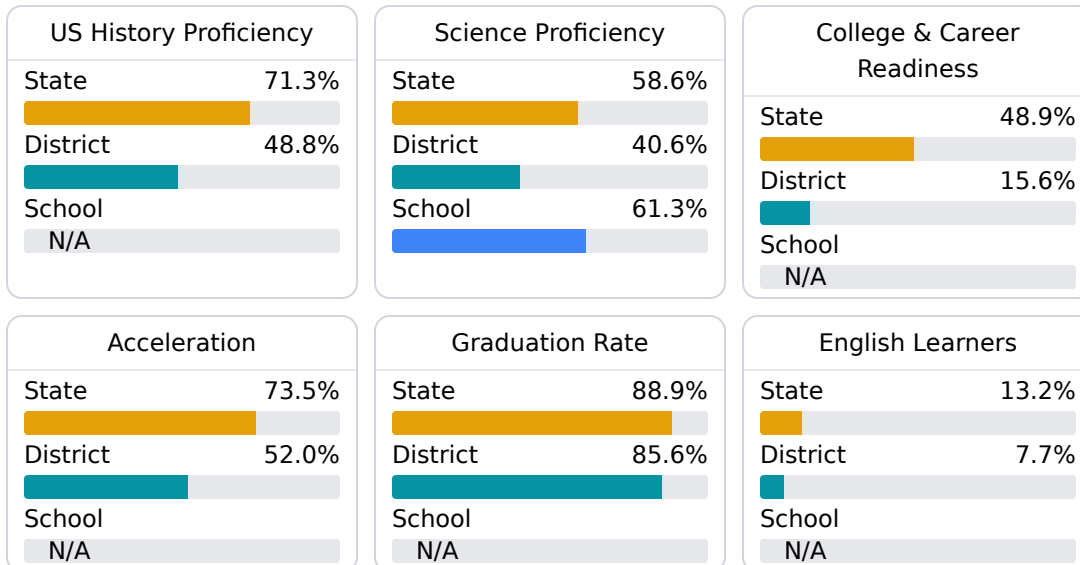 US History Proficiency
State 71.3%
District 48.8%
School
N/A
Science Proficiency
State 58.6%
District 40.6%
School 61.3%
College & Career
Readiness
State 48.9%
District 15.6%
School
N/A
Acceleration
State 73.5%
District 52.0%
School
N/A
Graduation Rate
State 88.9%
District 85.6%
School
N/A
English Learners
State 13.2%
District 7.7%
School
N/A